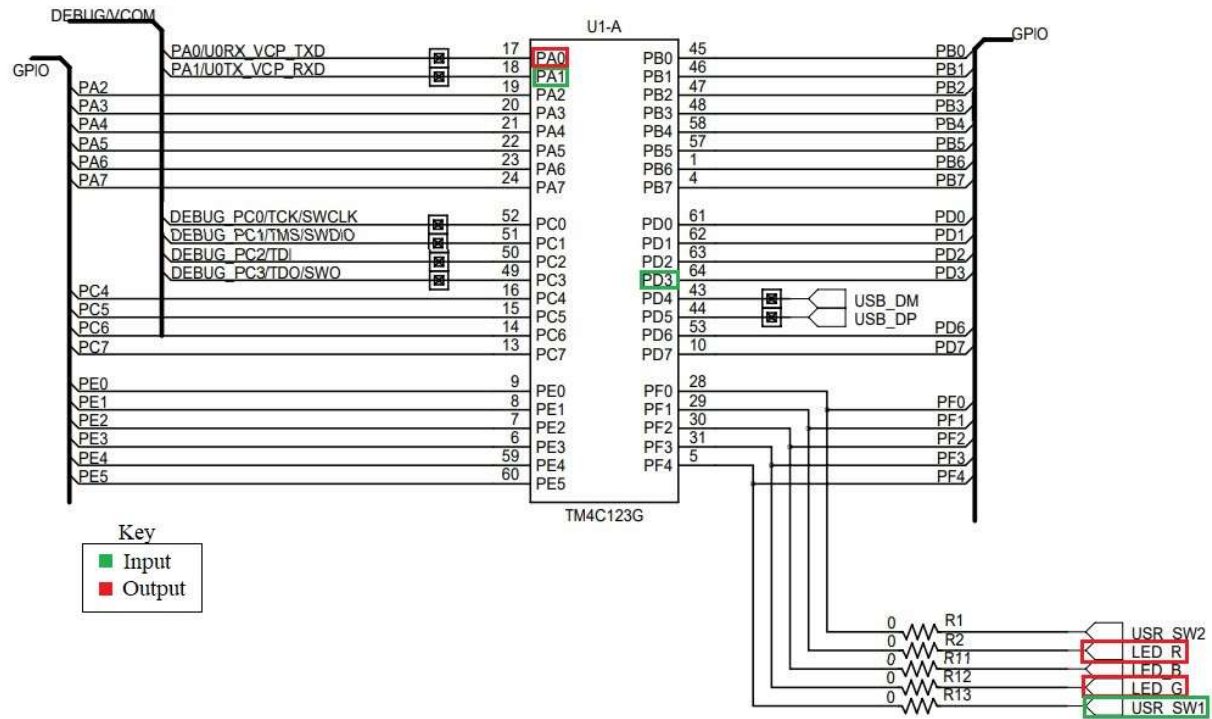 DEBUG/VCOM
GPIO
U1-A
GPIO
PA0/U0RX_VCP_TXD 17 PA0 PB0 45 PB0
PA1/U0TX_VCP_RXD 18 PA1 PB1 46 PB1
PA2 19 PA2 PB2 47 PB2
PA3 20 PA3 PB3 48 PB3
PA4 21 PA4 PB4 58 PB4
PA5 22 PA5 PB5 57 PB5
PA6 23 PA6 PB6 1 PB6
PA7 24 PA7 PB7 4 PB7
DEBUG_PC0/TCK/SWCLK 52 PC0 PD0 61 PD0
DEBUG_PC1/TMS/SWDIO 51 PC1 PD1 62 PD1
DEBUG_PC2/TDI 50 PC2 PD2 63 PD2
DEBUG_PC3/TDO/SWO 49 PC3 PD3 64 PD3
PC4 16 PC4 PD4 43 USB_DM
PC5 15 PC5 PD5 44 USB_DP
PC6 14 PC6 PD6 53 PD6
PC7 13 PC7 PD7 10 PD7
PE0 9 PE0 PF0 28
PE1 8 PE1 PF1 29 PF0
PE2 7 PE2 PF2 30 PF1
PE3 6 PE3 PF3 31 PF2
PE4 59 PE4 PF4 5 PF3
PE5 60 PE5 PF4
TM4C123G
Key
Input
Output
0 R1 USR_SW2
0 R2 LED_R
0 R11 LED_B
0 R12 LED_G
0 R13 USR_SW1